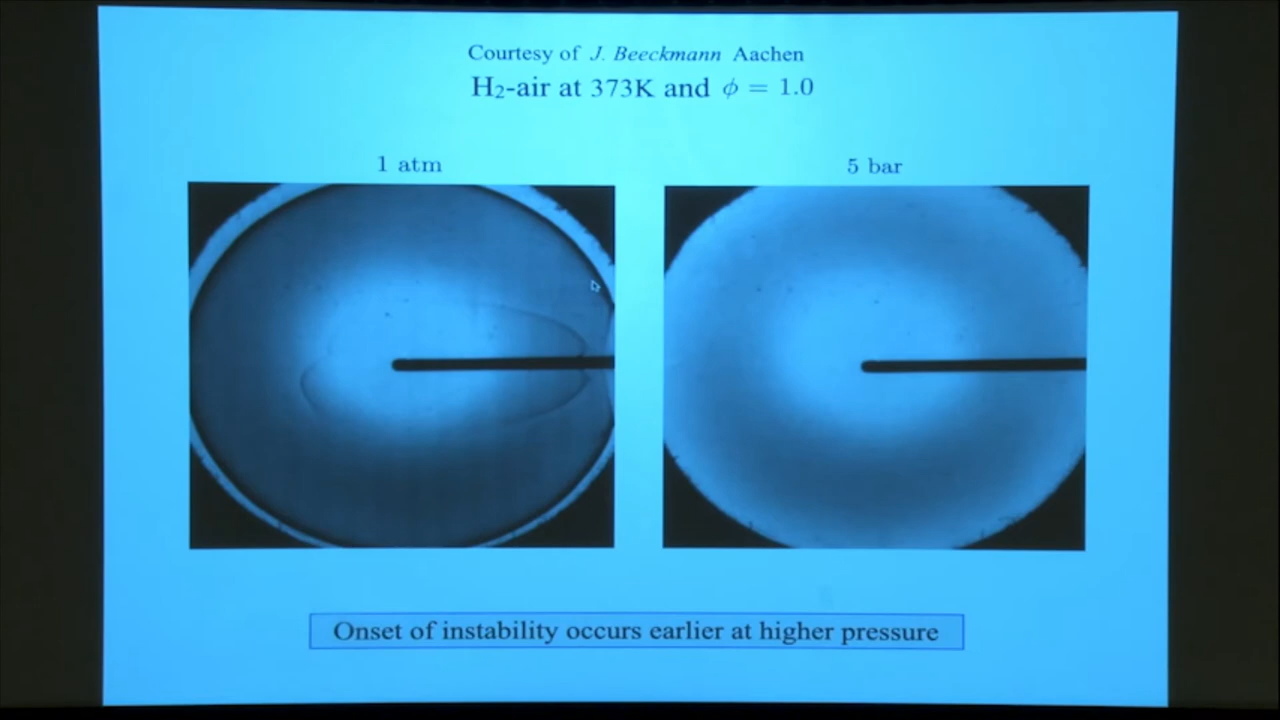 Courtesy of J. Beeckmann Aachen
H₂-air at 373K and ϕ = 1.0
1 atm
5 bar
Onset of instability occurs earlier at higher pressure